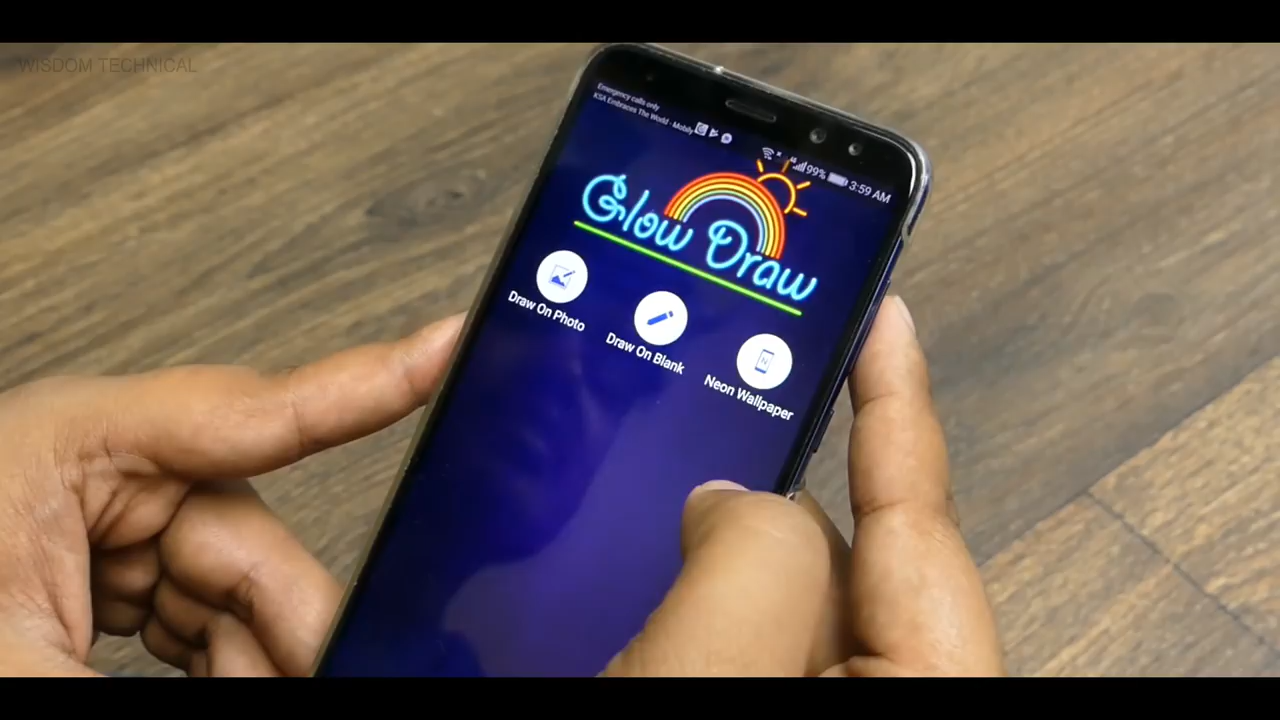 WISDOM TECHNICAL
Emergency calls only
KSA Embraces The World - Mobily
99% 3:59 AM
Glow Draw
Draw On Photo
Draw On Blank
Neon Wallpaper
N